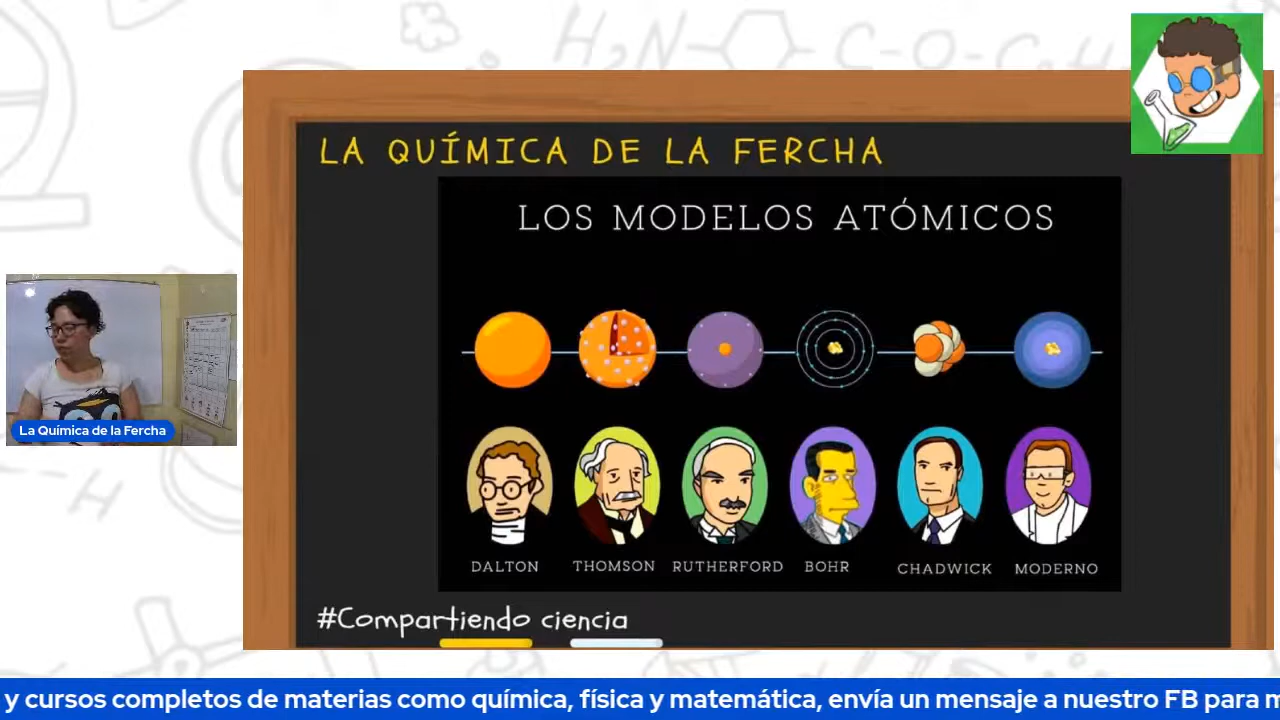 LA QUÍMICA DE LA FERCHA
LOS MODELOS ATÓMICOS
DALTON THOMSON RUTHERFORD BOHR CHADWICK MODERNO
#Compartiendo ciencia
La Química de la Fercha
y cursos completos de materias como química, física y matemática, envía un mensaje a nuestro FB para m